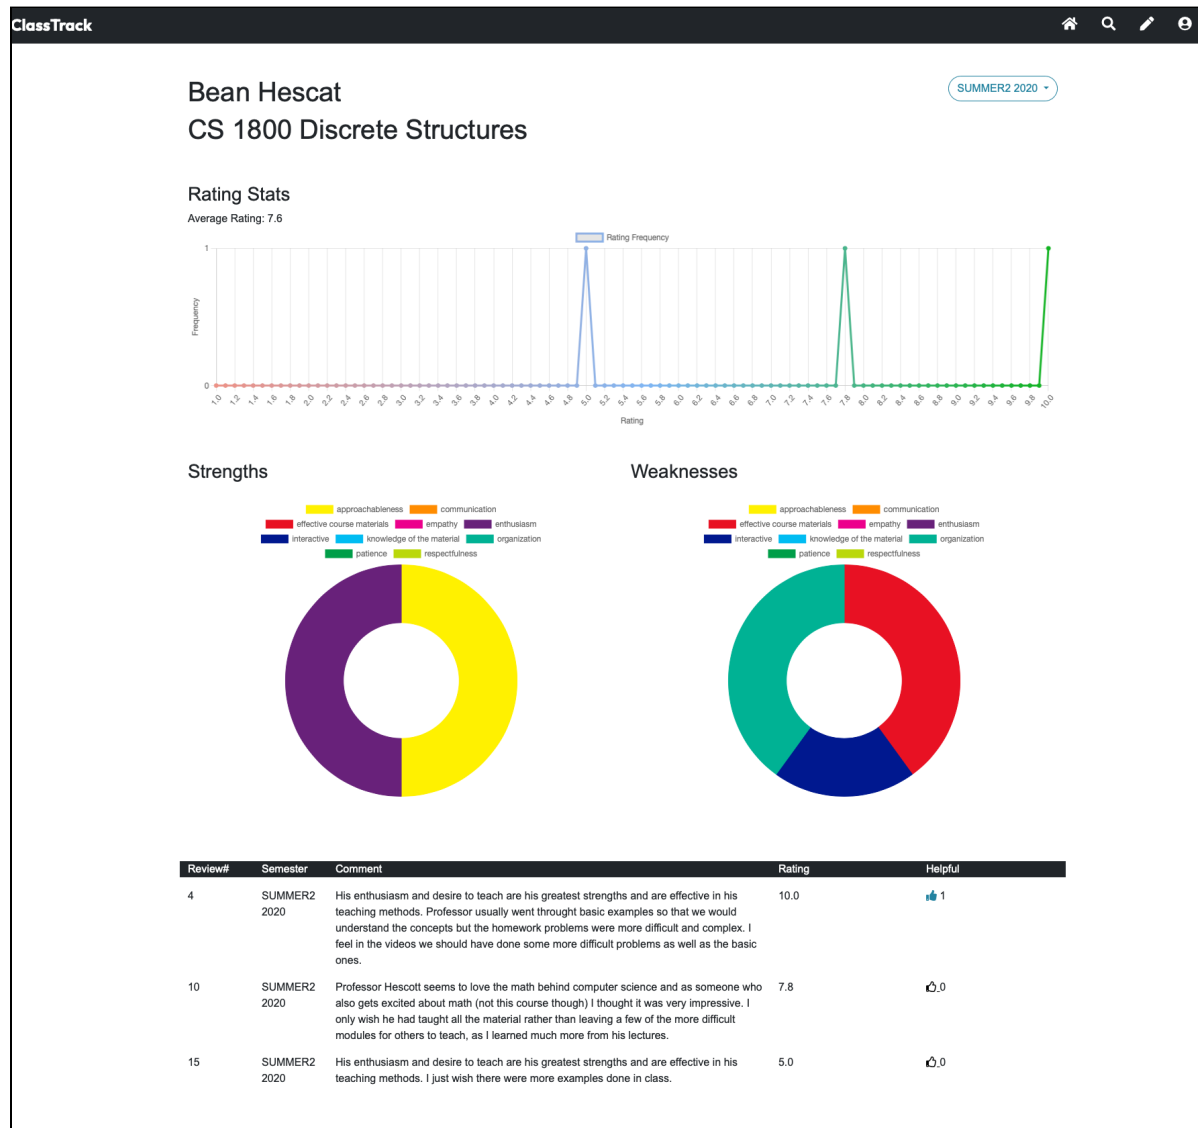 ClassTrack
Bean Hescat
SUMMER2 2020
CS 1800 Discrete Structures
Rating Stats
Average Rating: 7.6
Rating Frequency
1
Frequency
0
1.0 1.2 1.4 1.6 1.8 2.0 2.2 2.4 2.6 2.8 3.0 3.2 3.4 3.6 3.8 4.0 4.2 4.4 4.6 4.8 5.0 5.2 5.4 5.6 5.8 6.0 6.2 6.4 6.6 6.8 7.0 7.2 7.4 7.6 7.8 8.0 8.2 8.4 8.6 8.8 9.0 9.2 9.4 9.6 9.8 10.0
Rating
Strengths
approachableness communication
effective course materials empathy enthusiasm
interactive knowledge of the material organization
patience respectfulness
Weaknesses
approachableness communication
effective course materials empathy enthusiasm
interactive knowledge of the material organization
patience respectfulness
Review# Semester Comment Rating Helpful
4 SUMMER2 His enthusiasm and desire to teach are his greatest strengths and are effective in his 10.0 1
2020 teaching methods. Professor usually went throught basic examples so that we would
understand the concepts but the homework problems were more difficult and complex. I
feel in the videos we should have done some more difficult problems as well as the basic
ones.
10 SUMMER2 Professor Hescott seems to love the math behind computer science and as someone who 7.8 0
2020 also gets excited about math (not this course though) I thought it was very impressive. I
only wish he had taught all the material rather than leaving a few of the more difficult
modules for others to teach, as I learned much more from his lectures.
15 SUMMER2 His enthusiasm and desire to teach are his greatest strengths and are effective in his 5.0 0
2020 teaching methods. I just wish there were more examples done in class.